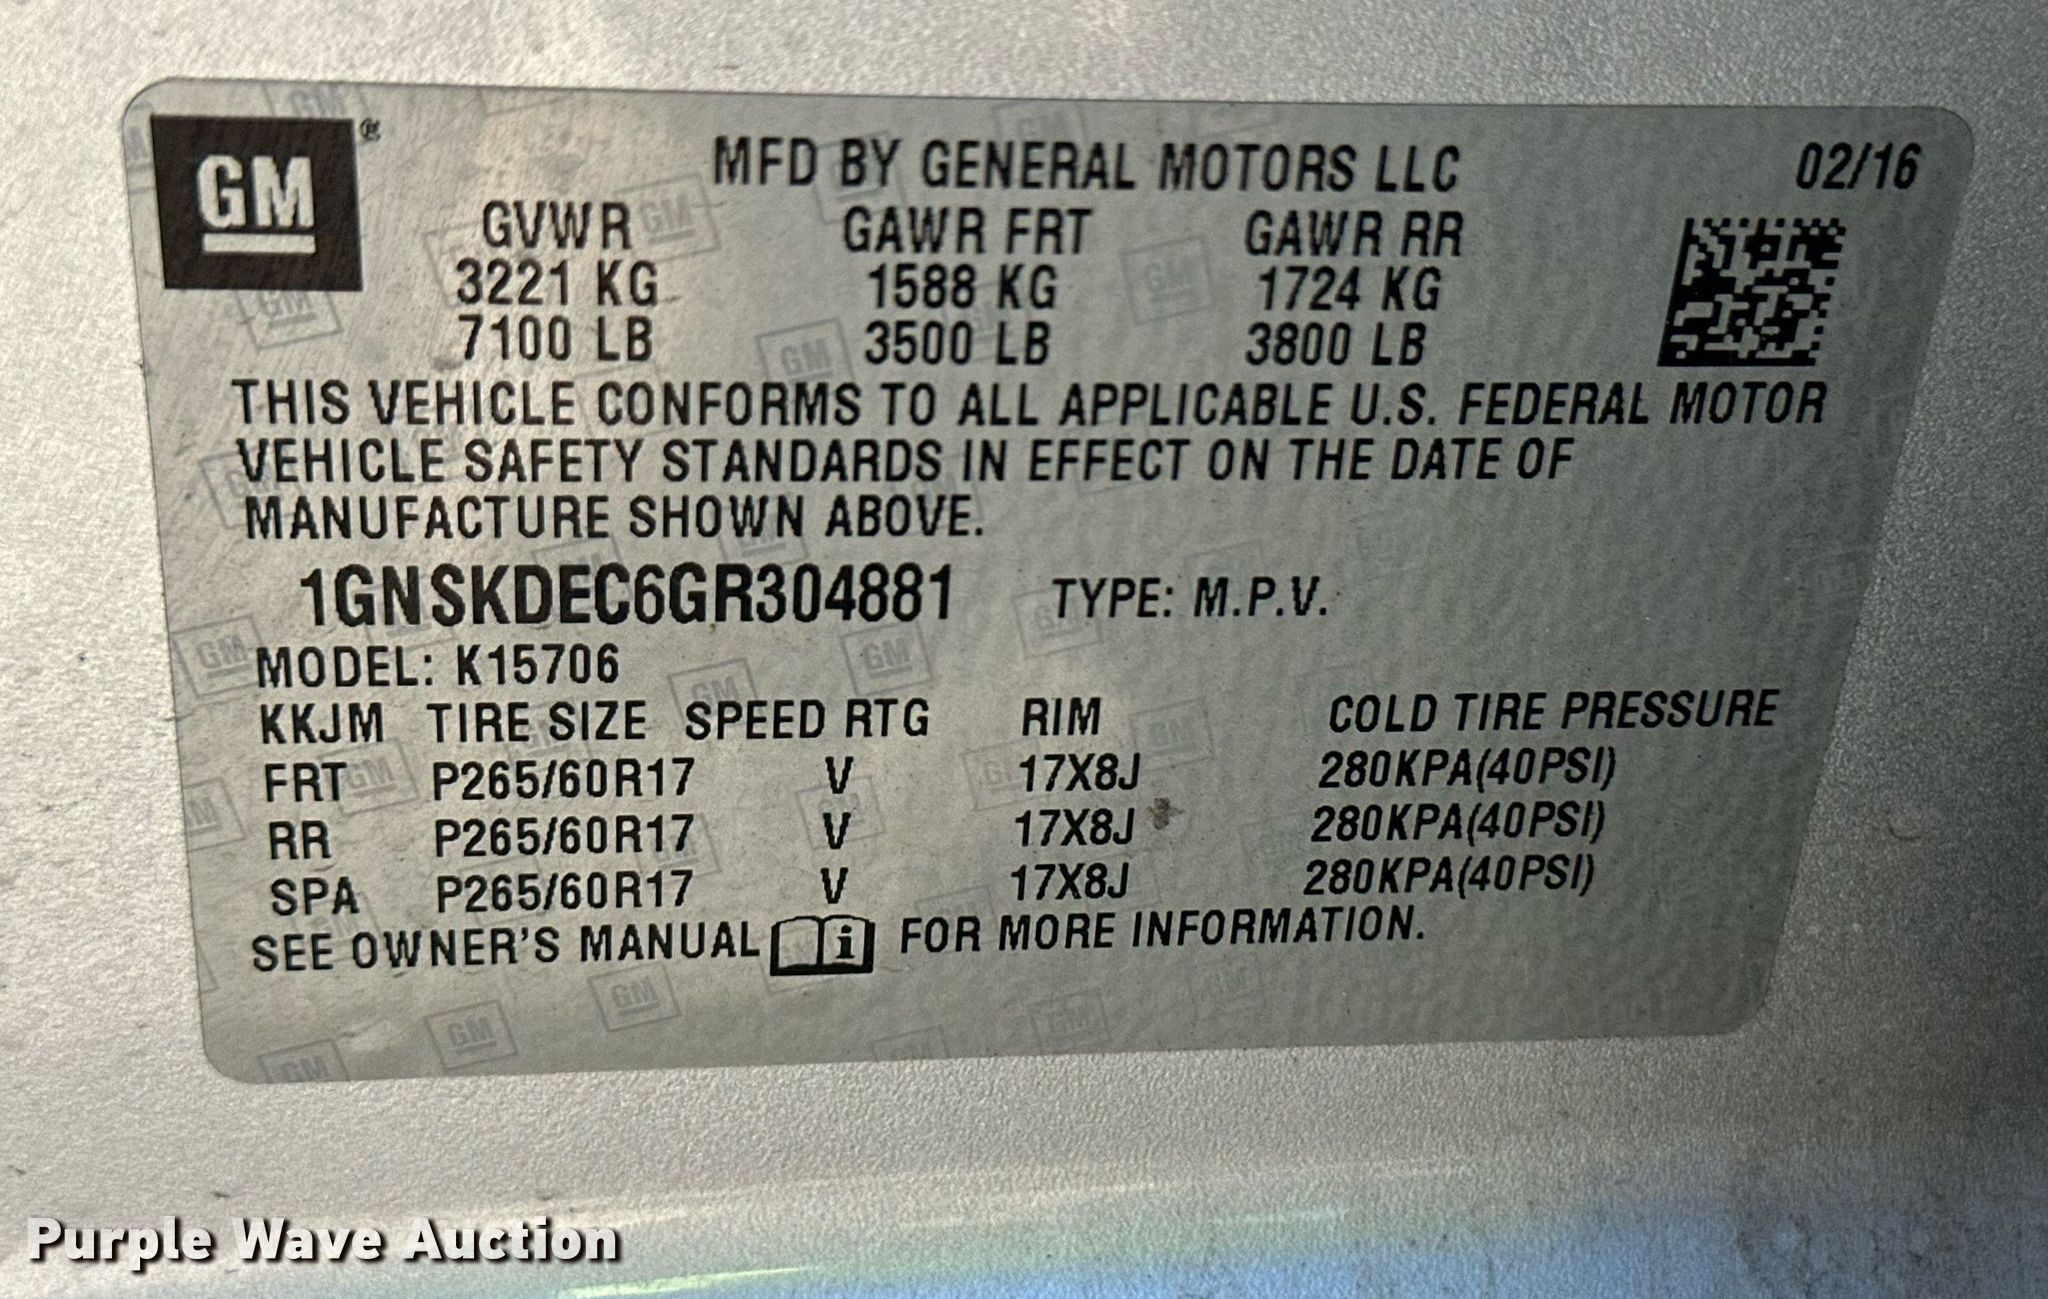 GM®
MFD BY GENERAL MOTORS LLC 02/16
GVWR GAWR FRT GAWR RR
3221 KG 1588 KG 1724 KG
7100 LB 3500 LB 3800 LB
THIS VEHICLE CONFORMS TO ALL APPLICABLE U.S. FEDERAL MOTOR
VEHICLE SAFETY STANDARDS IN EFFECT ON THE DATE OF
MANUFACTURE SHOWN ABOVE.
1GNSKDEC6GR304881 TYPE: M.P.V.
MODEL: K15706
KKJM TIRE SIZE SPEED RTG RIM COLD TIRE PRESSURE
FRT P265/60R17 V 17X8J 280KPA(40PSI)
RR P265/60R17 V 17X8J 280KPA(40PSI)
SPA P265/60R17 V 17X8J 280KPA(40PSI)
SEE OWNER'S MANUAL i FOR MORE INFORMATION.
Purple Wave Auction